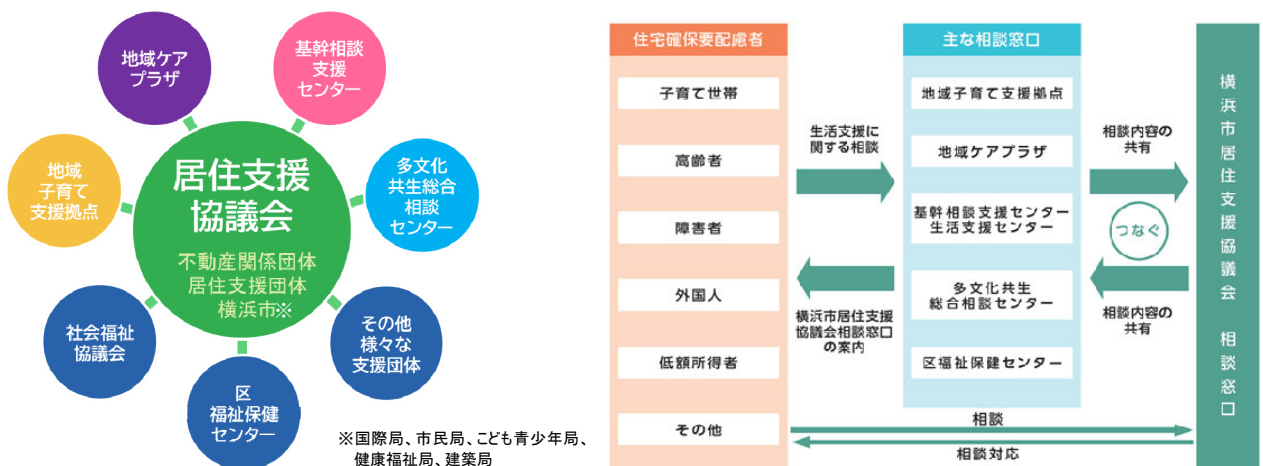 地域ケア
プラザ
基幹相談
支援
センター
地域
子育て
支援拠点
居住支援
協議会
不動産関係団体
居住支援団体
横浜市※
多文化
共生総合
相談
センター
社会福祉
協議会
その他
様々な
支援団体
区
福祉保健
センター
※国際局、市民局、こども青少年局、
健康福祉局、建築局
住宅確保要配慮者
子育て世帯
高齢者
障害者
外国人
低額所得者
その他
生活支援に
関する相談
横浜市居住支援
協議会相談窓口
の案内
主な相談窓口
地域子育て支援拠点
地域ケアプラザ
基幹相談支援センター
生活支援センター
多文化共生
総合相談センター
区福祉保健センター
相談内容の
共有
つなぐ
相談内容の
共有
相談
相談対応
横浜市居住支援協議会 相談窓口